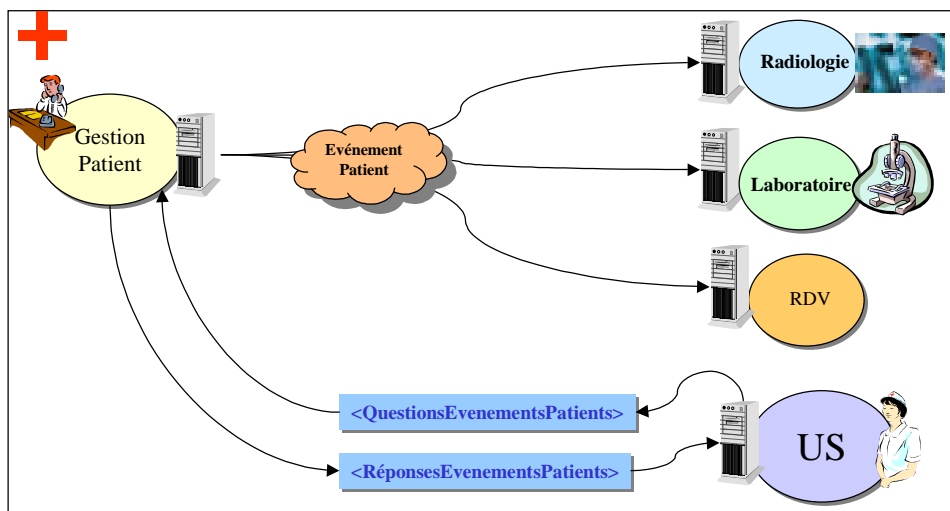 Gestion
Patient
Evénement
Patient
Radiologie
Laboratoire
RDV
<QuestionsEvenementsPatients>
<RéponsesEvenementsPatients>
US